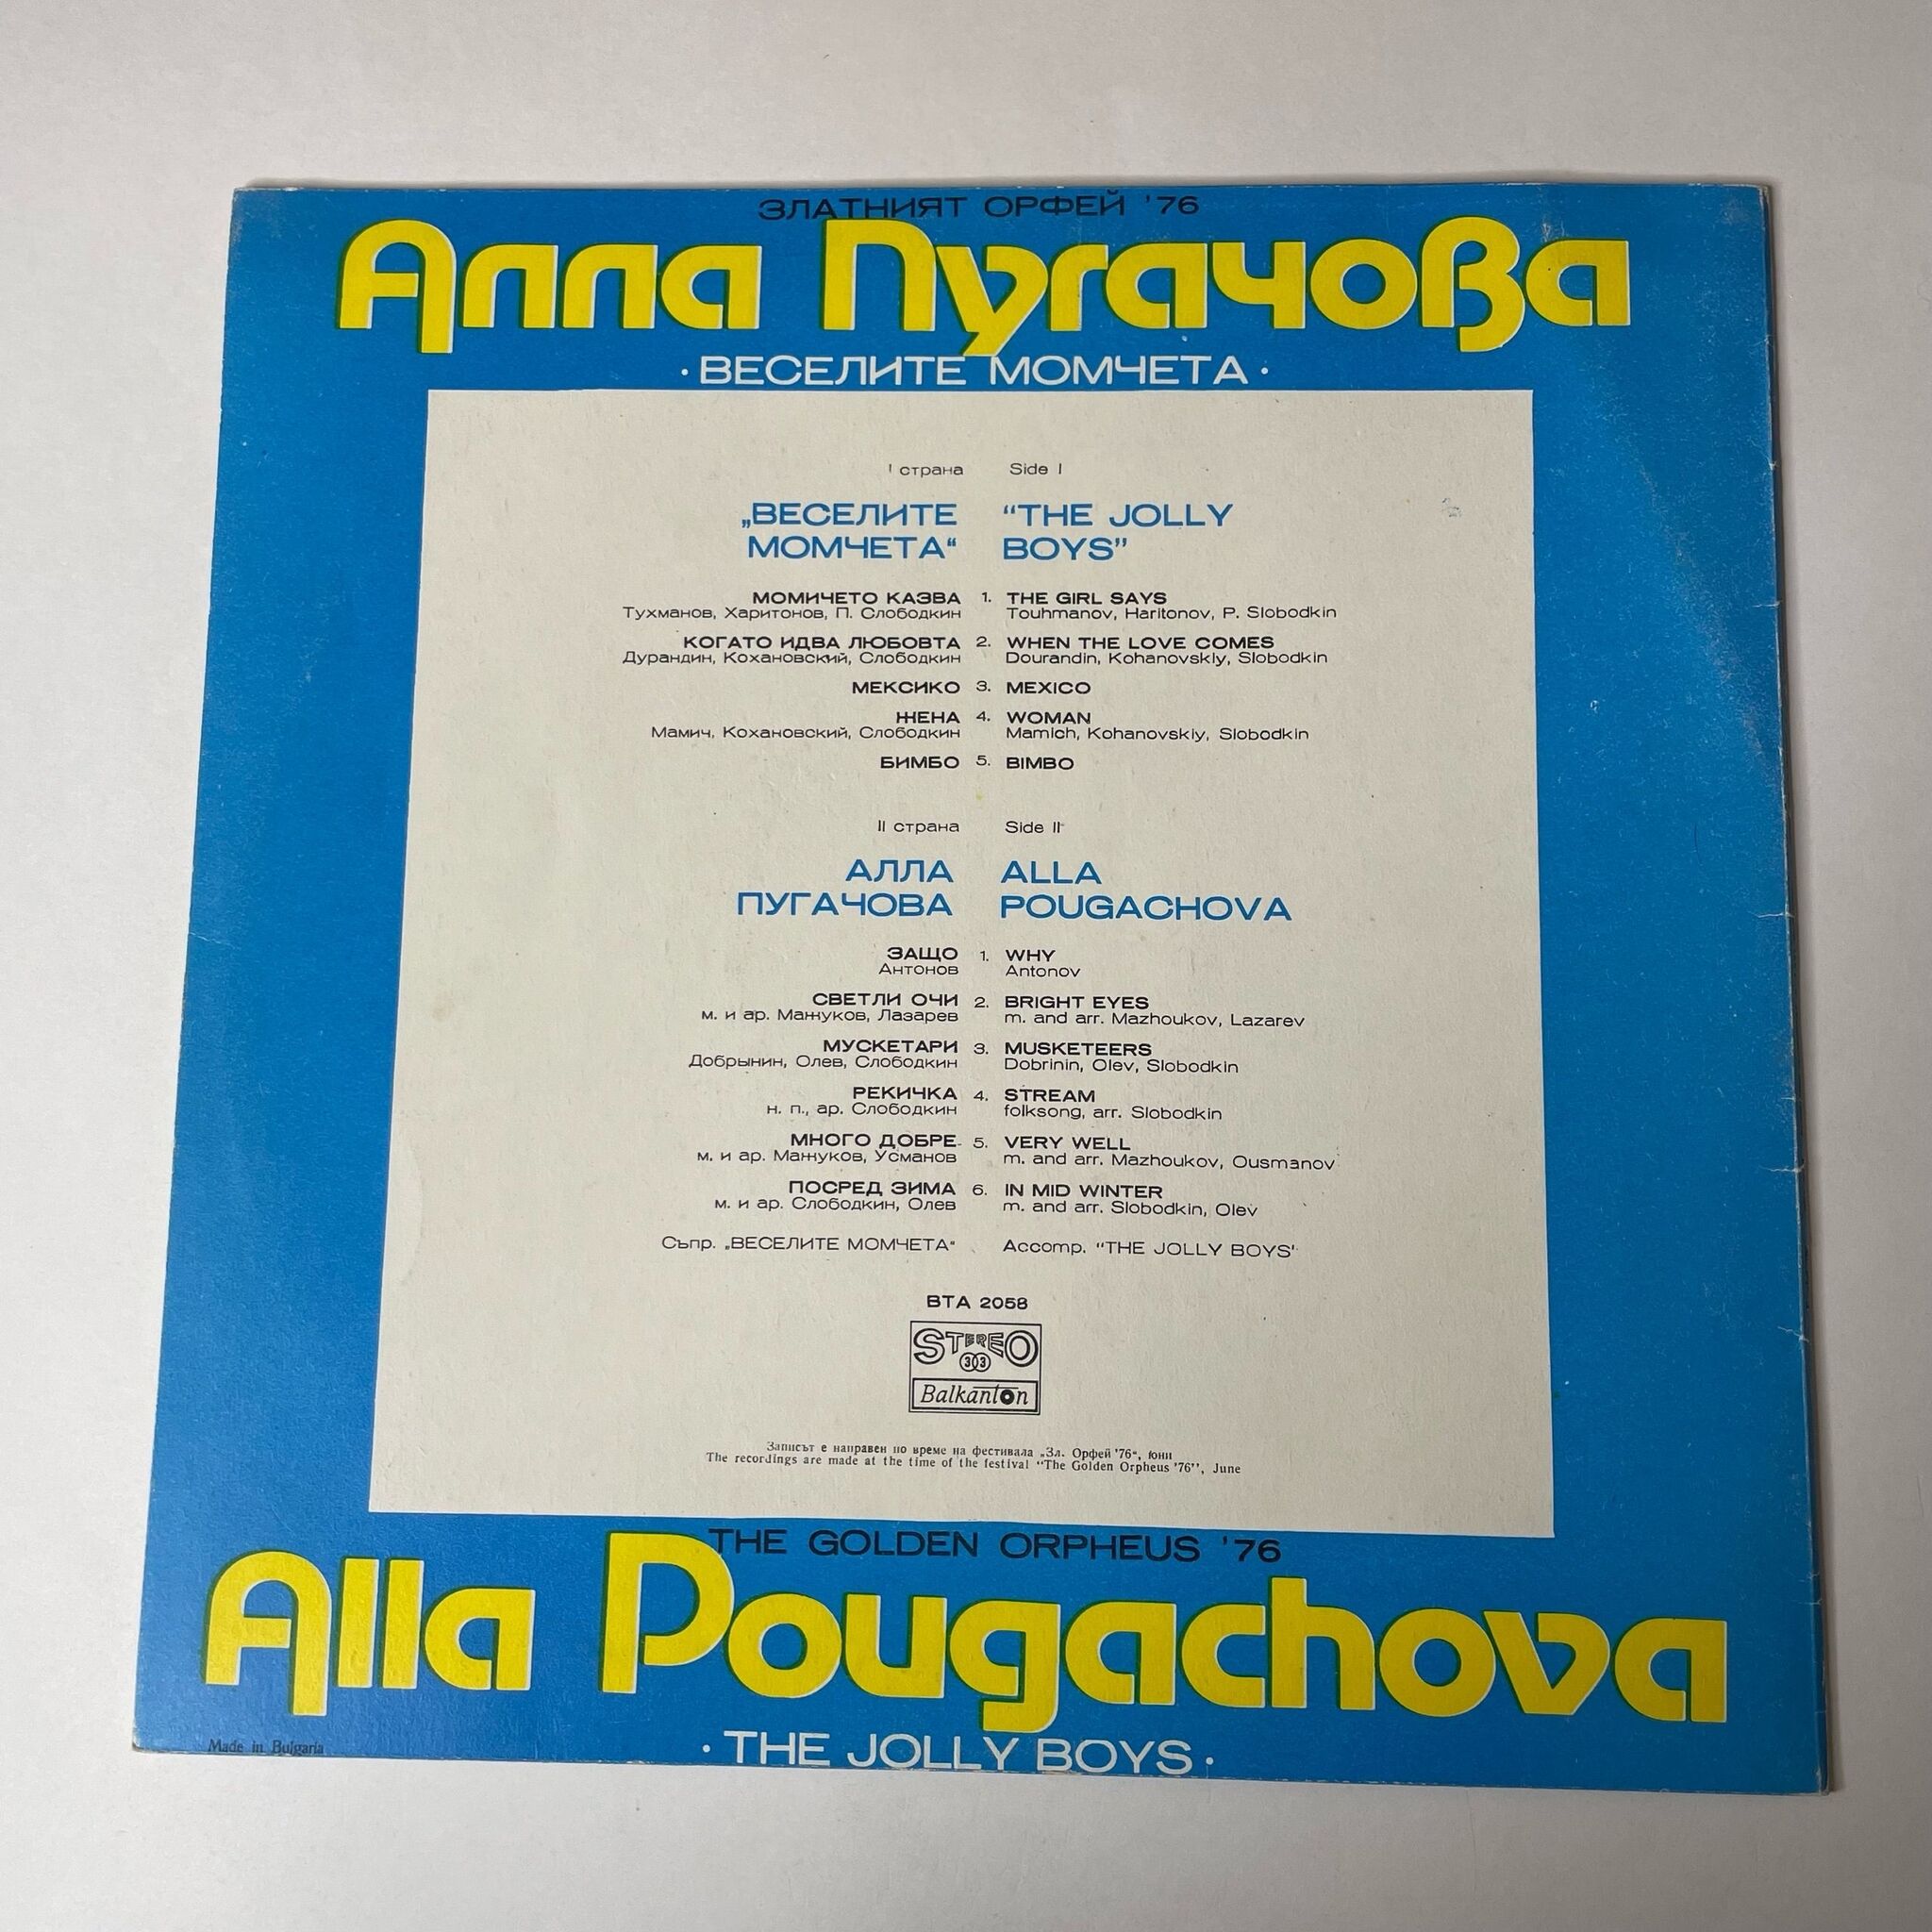 ЗЛАТНИЯТ ОРФЕЙ '76
Алла Пугачова
· ВЕСЕЛИТЕ МОМЧЕТА ·
I страна Side I
„ВЕСЕЛИТЕ “THE JOLLY
МОМЧЕТА“ BOYS”
МОМИЧЕТО КАЗВА 1. THE GIRL SAYS
Тухманов, Харитонов, П. Слободкин Touhmanov, Haritonov, P. Slobodkin
КОГАТО ИДВА ЛЮБОВТА 2. WHEN THE LOVE COMES
Дурандин, Кохановский, Слободкин Dourandin, Kohanovskiy, Slobodkin
МЕКСИКО 3. MEXICO
ЖЕНА 4. WOMAN
Мамич, Кохановский, Слободкин Mamich, Kohanovskiy, Slobodkin
БИМБО 5. BIMBO
II страна Side II
АЛЛА ALLA
ПУГАЧОВА POUGACHOVA
ЗАЩО 1. WHY
Антонов Antonov
СВЕТЛИ ОЧИ 2. BRIGHT EYES
м. и ар. Мажуков, Лазарев m. and arr. Mazhoukov, Lazarev
МУСКЕТАРИ 3. MUSKETEERS
Добрынин, Олев, Слободкин Dobrinin, Olev, Slobodkin
РЕКИЧКА 4. STREAM
н. п., ар. Слободкин folksong, arr. Slobodkin
МНОГО ДОБРЕ 5. VERY WELL
м. и ар. Мажуков, Усманов m. and arr. Mazhoukov, Ousmanov
ПОСРЕД ЗИМА 6. IN MID WINTER
м. и ар. Слободкин, Олев m. and arr. Slobodkin, Olev
Съпр. „ВЕСЕЛИТЕ МОМЧЕТА“ Accomp. “THE JOLLY BOYS”
ВТА 2058
STEREO
33
Balkanton
Записът е направен по време на фестивала „Зл. Орфей '76“, юни
The recordings are made at the time of the festival “The Golden Orpheus '76”, June
THE GOLDEN ORPHEUS '76
Alla Pougachova
· THE JOLLY BOYS ·
Made in Bulgaria